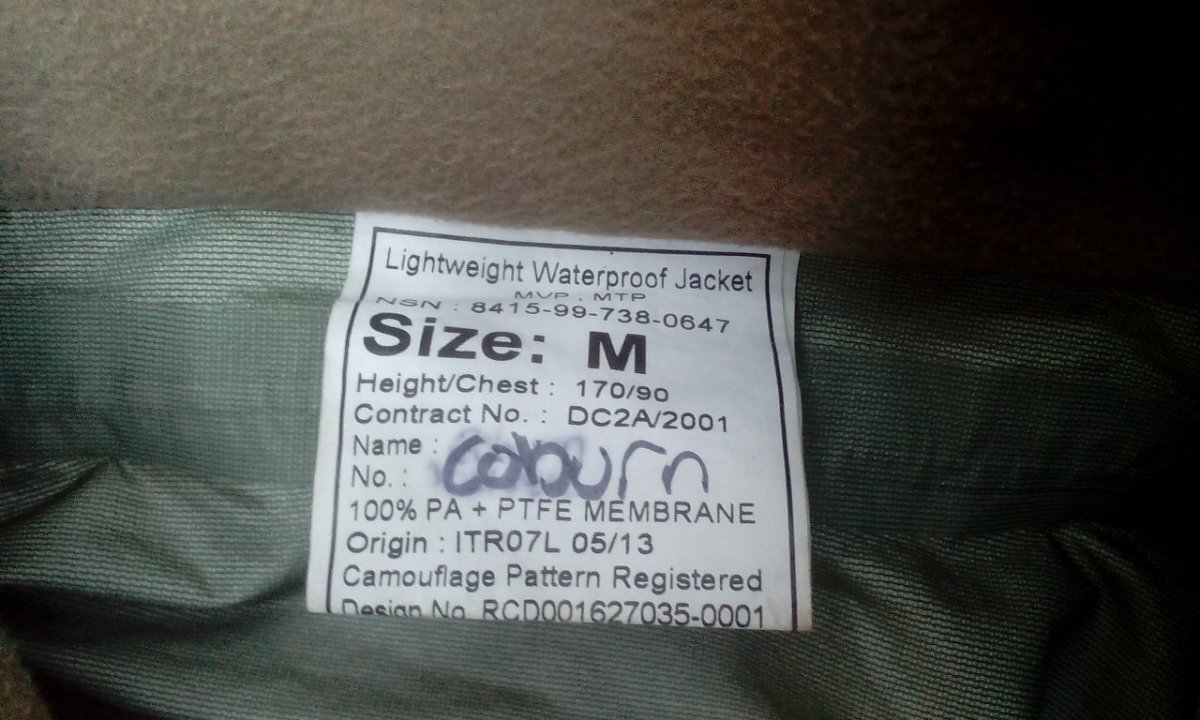 Lightweight Waterproof Jacket
MVP . MTP
NSN : 8415-99-738-0647
Size: M
Height/Chest : 170/90
Contract No. : DC2A/2001
Name : Colburn
No. :
100% PA + PTFE MEMBRANE
Origin : ITR07L 05/13
Camouflage Pattern Registered
Design No. RCD001627035-0001